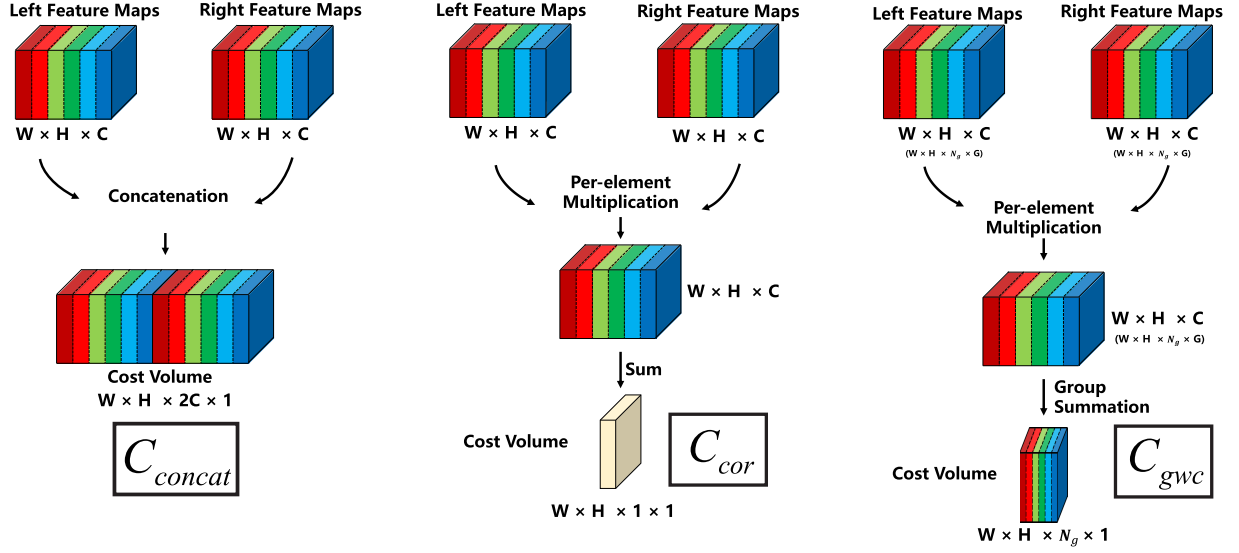 Left Feature Maps
Right Feature Maps
W × H × C
W × H × C
Concatenation
Cost Volume
W × H × 2C × 1
C_concat
Left Feature Maps
Right Feature Maps
W × H × C
W × H × C
Per-element
Multiplication
W × H × C
Sum
Cost Volume
C_cor
W × H × 1 × 1
Left Feature Maps
Right Feature Maps
W × H × C
(W × H × N_g × G)
W × H × C
(W × H × N_g × G)
Per-element
Multiplication
W × H × C
(W × H × N_g × G)
Group
Summation
Cost Volume
C_gwc
W × H × N_g × 1